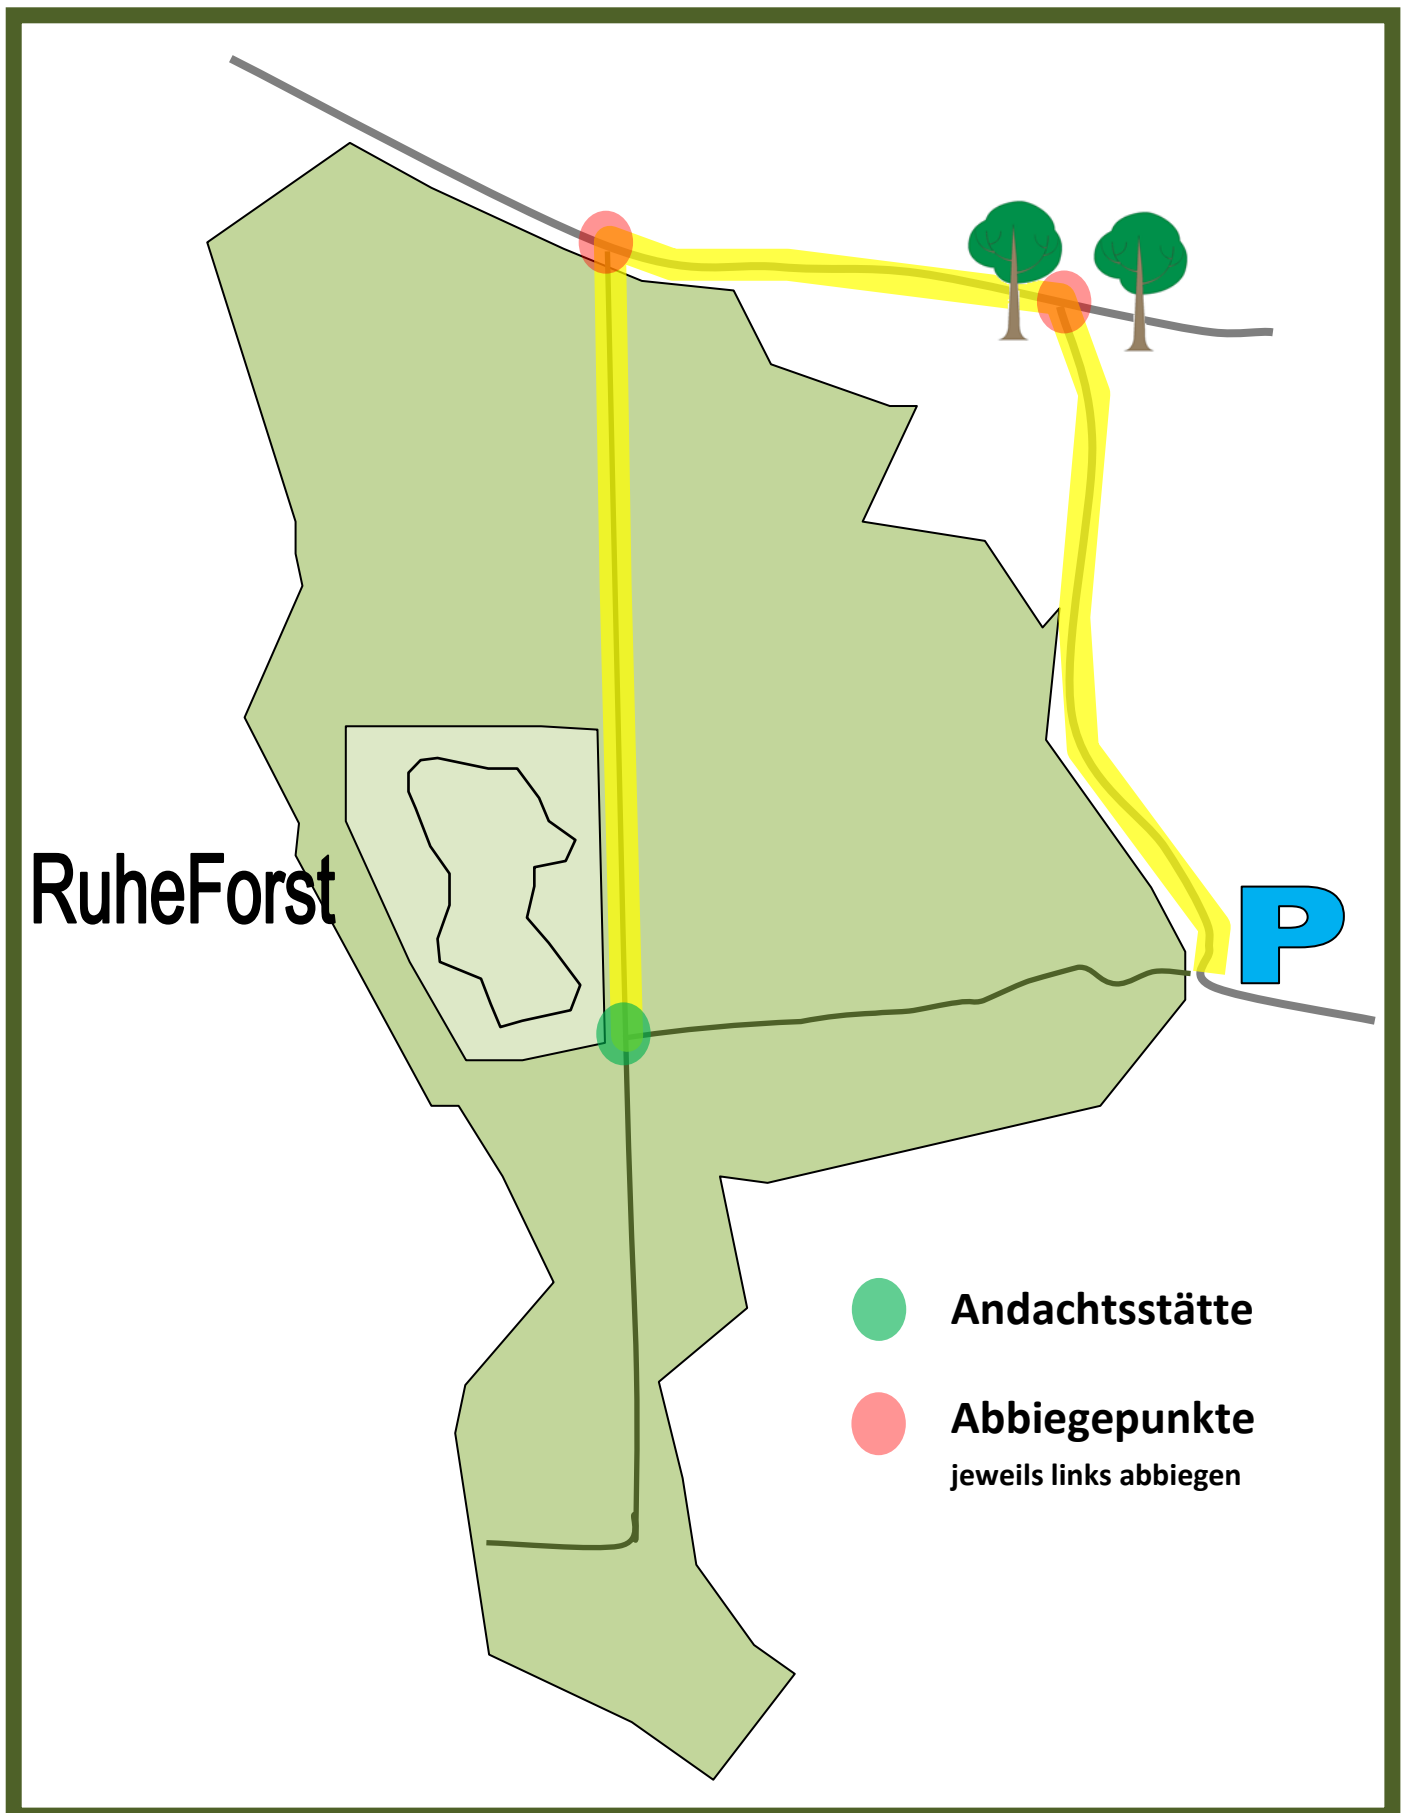 RuheForst
P
Andachtsstätte
Abbiegepunkte
jeweils links abbiegen